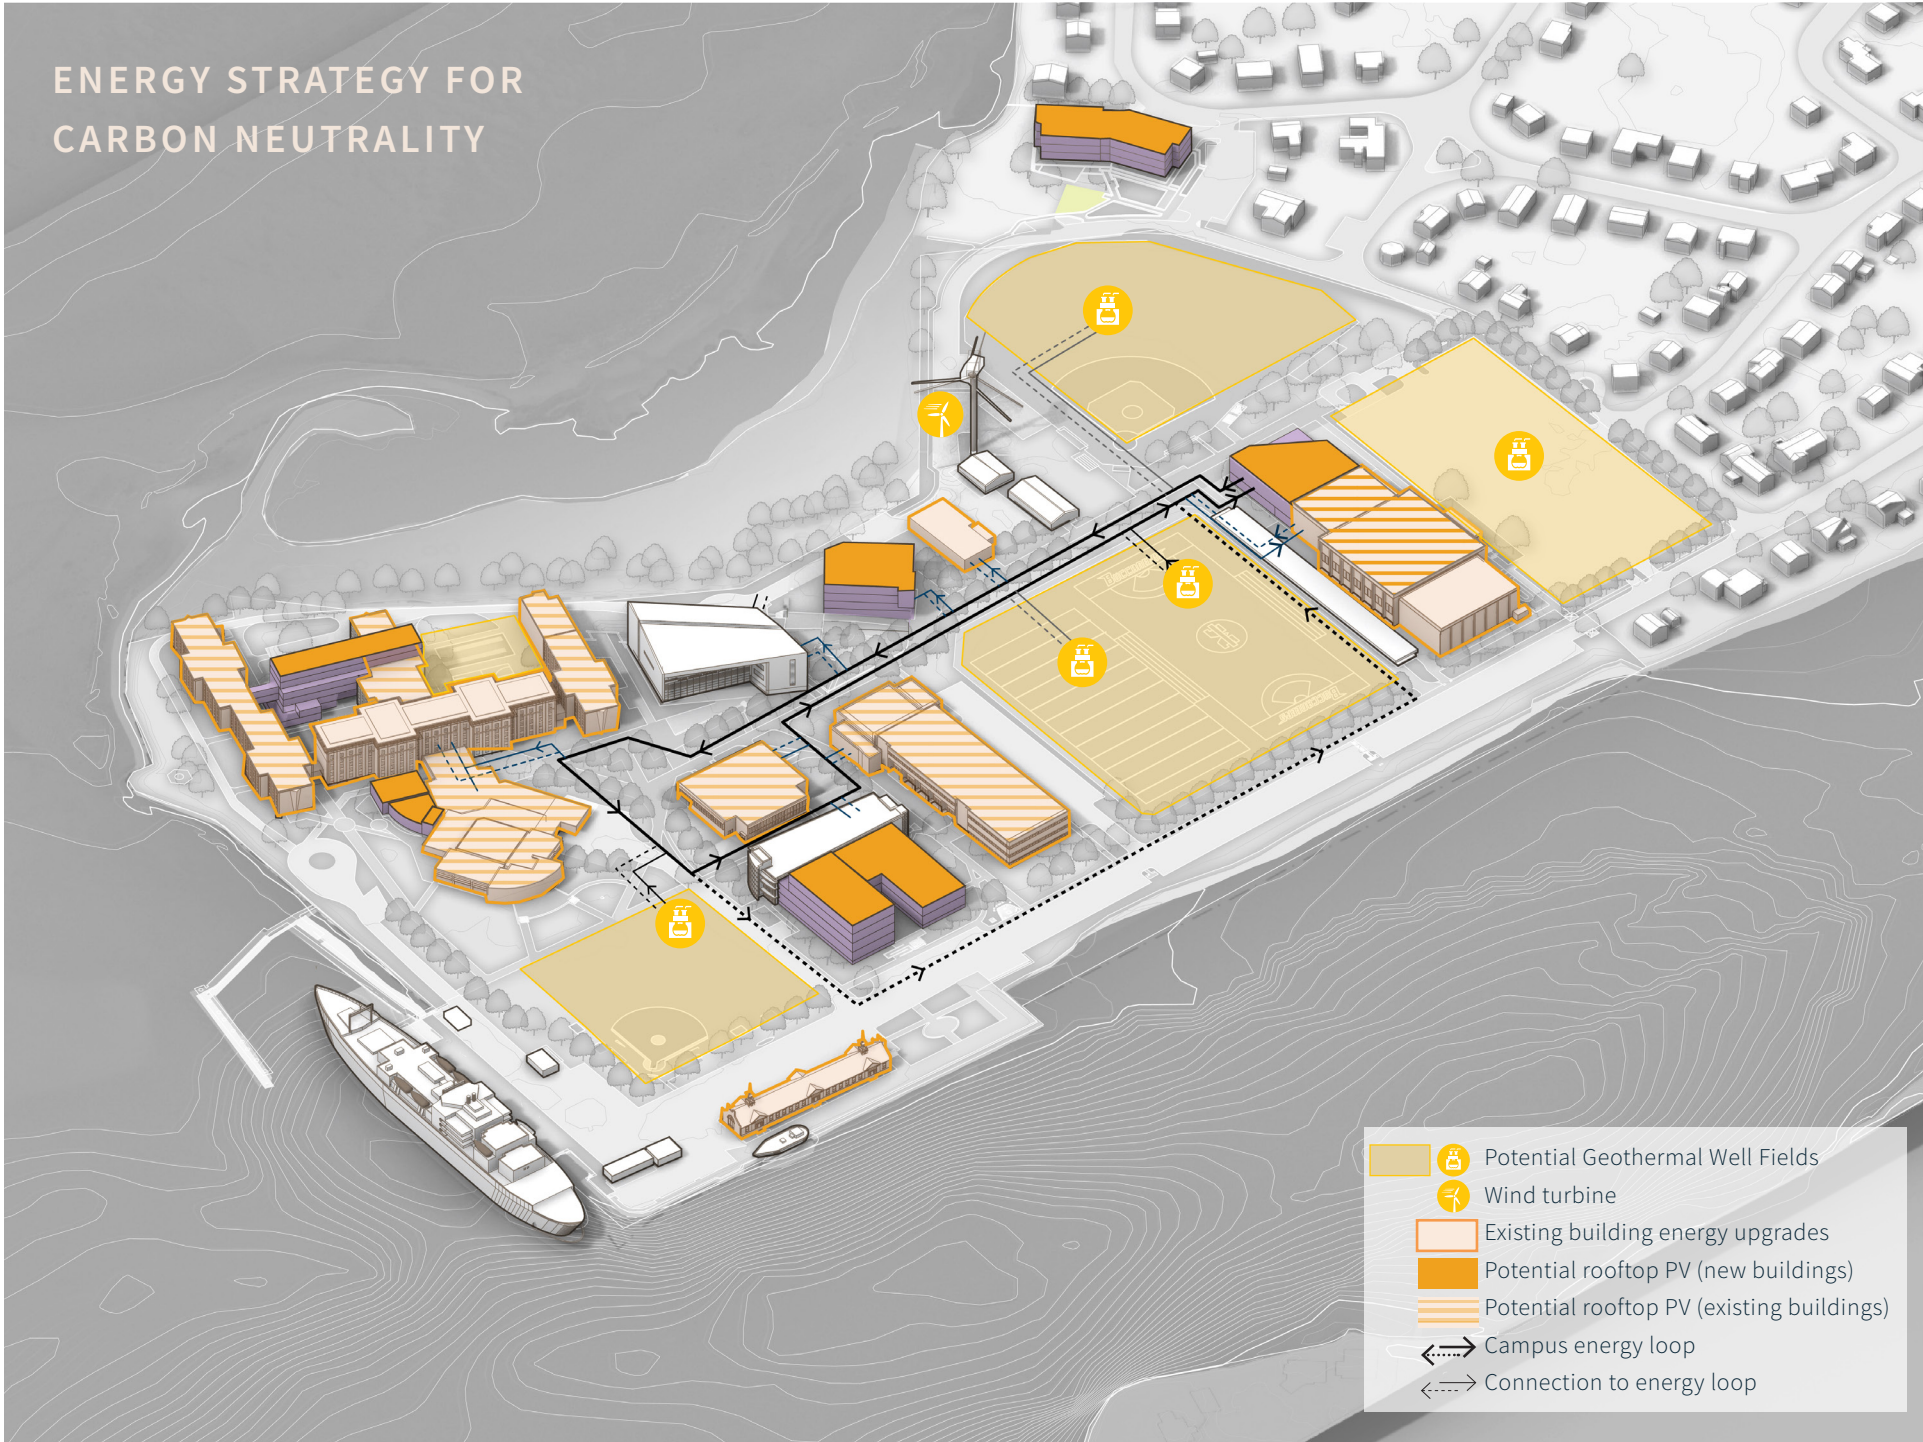 ENERGY STRATEGY FOR
CARBON NEUTRALITY
Potential Geothermal Well Fields
Wind turbine
Existing building energy upgrades
Potential rooftop PV (new buildings)
Potential rooftop PV (existing buildings)
Campus energy loop
Connection to energy loop